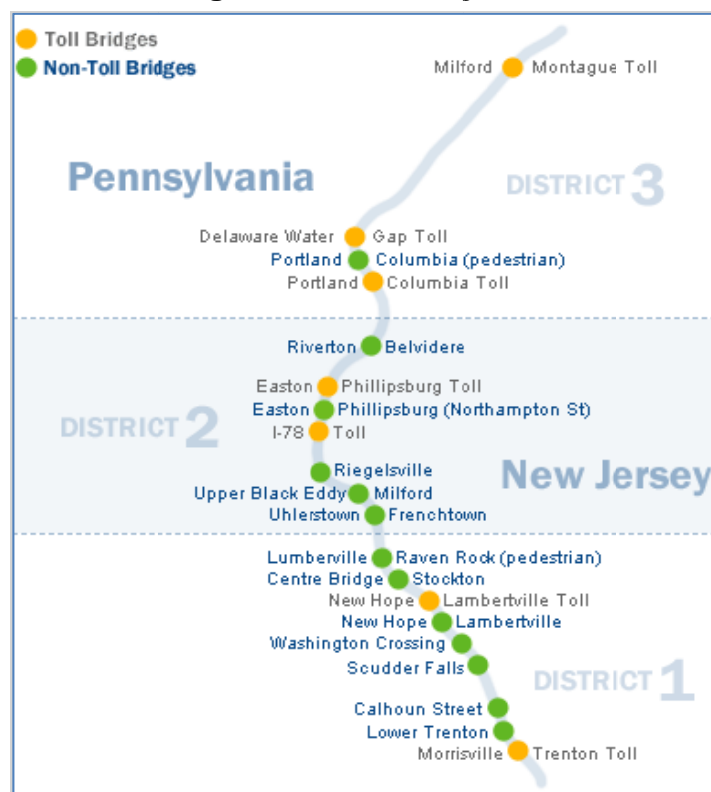 Toll Bridges
Non-Toll Bridges
Milford Montague Toll
Pennsylvania
DISTRICT 3
Delaware Water Gap Toll
Portland Columbia (pedestrian)
Portland Columbia Toll
Riverton Belvidere
Easton Phillipsburg Toll
Easton Phillipsburg (Northampton St)
DISTRICT 2
I-78 Toll
Riegelsville
New Jersey
Upper Black Eddy Milford
Uhlerstown Frenchtown
Lumberville Raven Rock (pedestrian)
Centre Bridge Stockton
New Hope Lambertville Toll
New Hope Lambertville
Washington Crossing
Scudder Falls
DISTRICT 1
Calhoun Street
Lower Trenton
Morrisville Trenton Toll